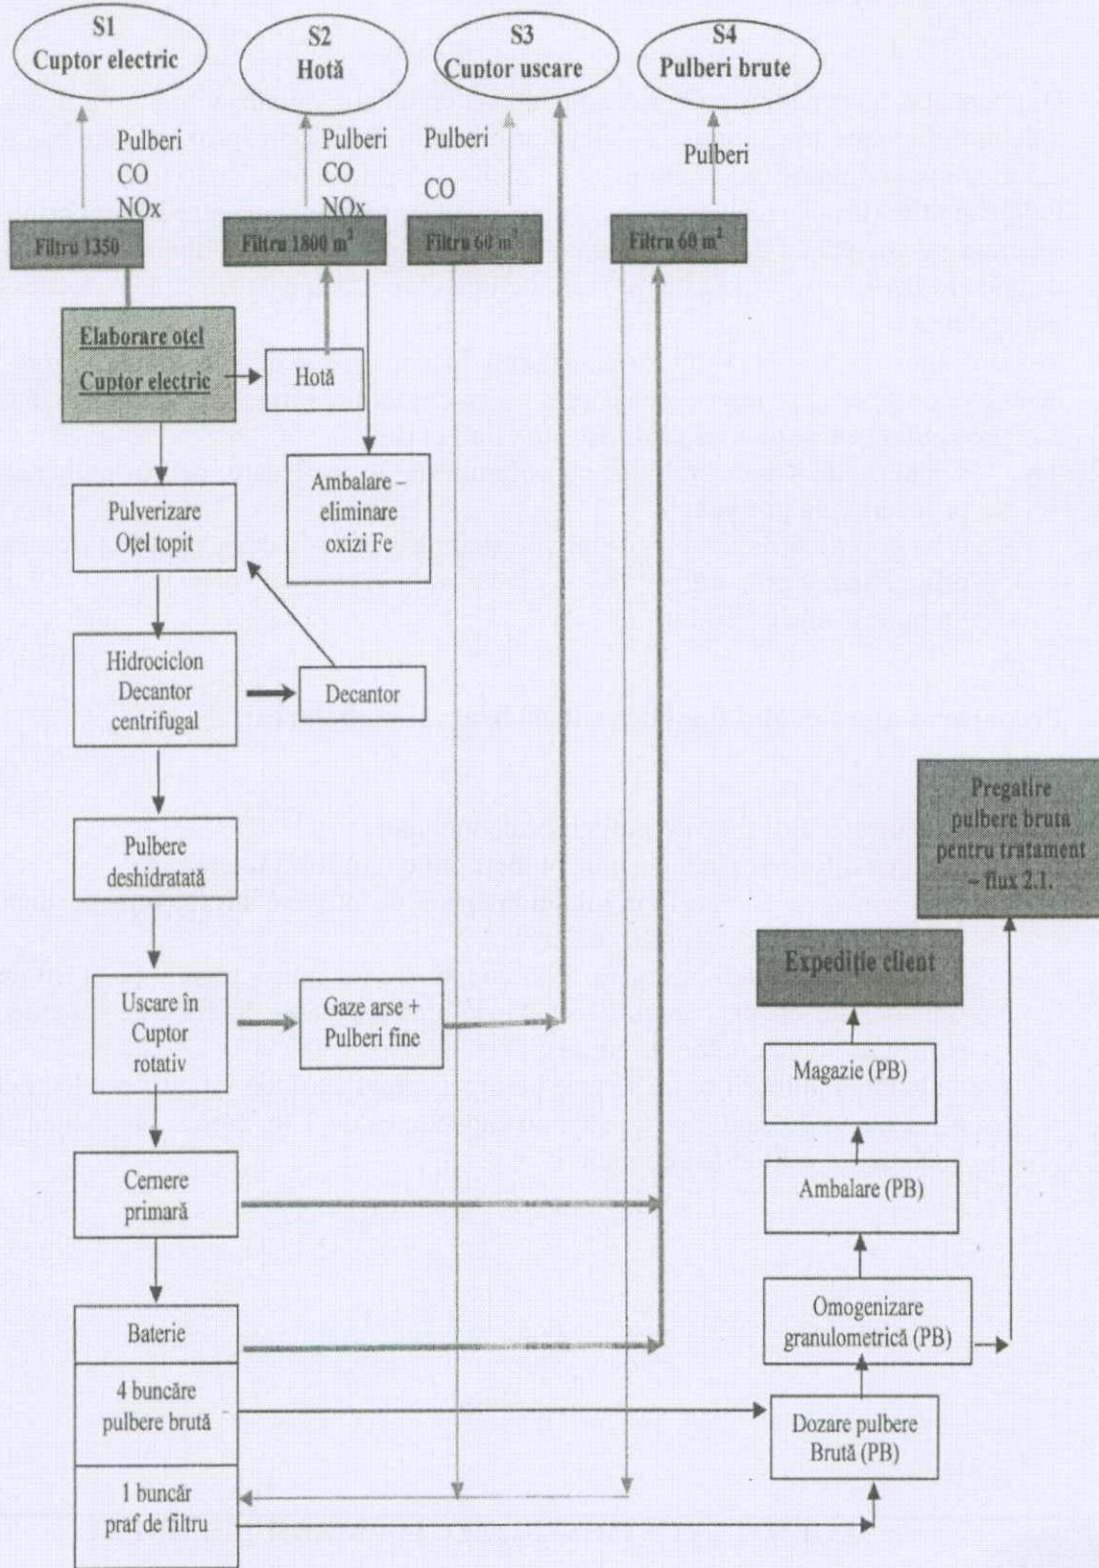 S1
Cuptor electric
S2
Hotă
S3
Cuptor uscare
S4
Pulberi brute
Pulberi
CO
NOx
Pulberi
CO
NOx
Pulberi
CO
Pulberi
Filtru 1350
Filtru 1800 m²
Filtru 60 m²
Filtru 60 m²
Elaborare oțel
Cuptor electric
Hotă
Pulverizare
Oțel topit
Ambalare –
eliminare
oxizi Fe
Hidrociclon
Decantor
centrifugal
Decantor
Pulbere
deshidratată
Pregatire
pulbere bruta
pentru tratament
– flux 2.1.
Expediție client
Uscare în
Cuptor
rotativ
Gaze arse +
Pulberi fine
Magazie (PB)
Cernere
primară
Ambalare (PB)
Omogenizare
granulometrică (PB)
Baterie
4 buncăre
pulbere brută
Dozare pulbere
Brută (PB)
1 buncăr
praf de filtru